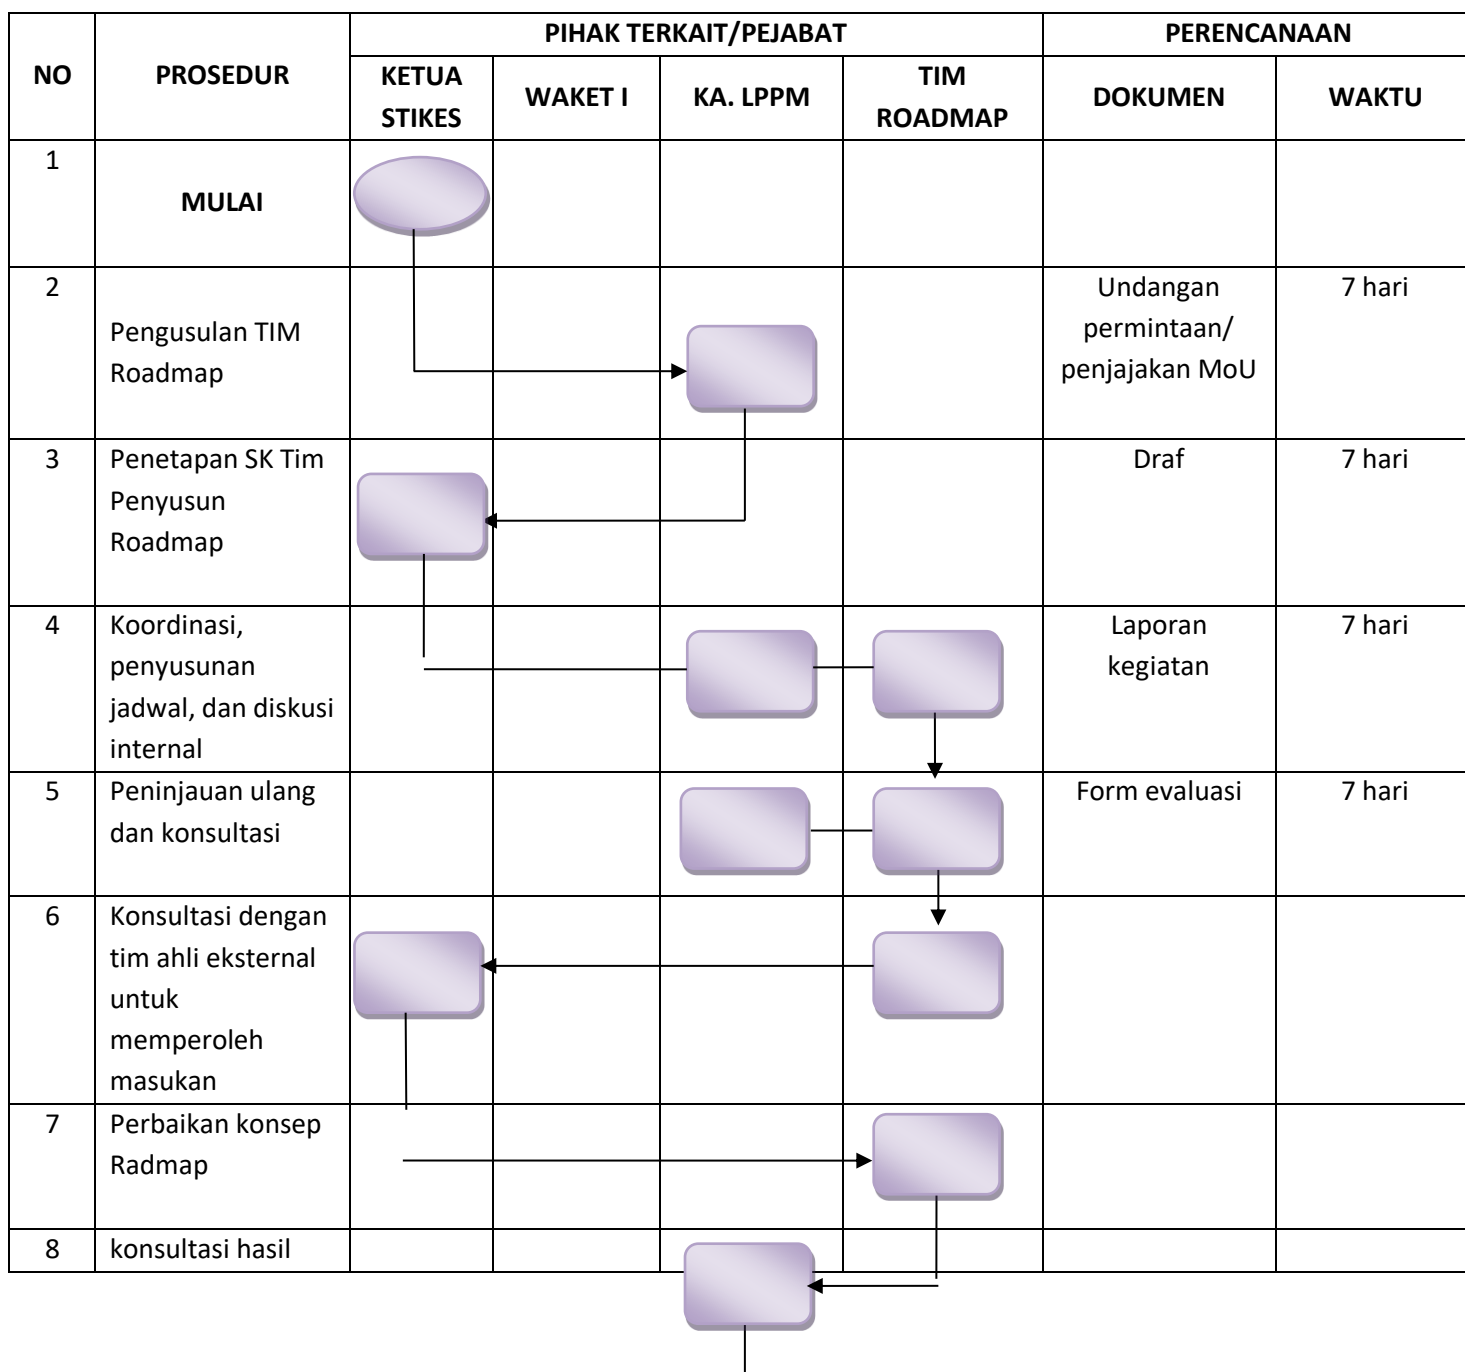 NO
PROSEDUR
PIHAK TERKAIT/PEJABAT
PERENCANAAN
KETUA
STIKES
WAKET I
KA. LPPM
TIM
ROADMAP
DOKUMEN
WAKTU
1
MULAI
2
Pengusulan TIM
Roadmap
Undangan
permintaan/
penjajakan MoU
7 hari
3
Penetapan SK Tim
Penyusun
Roadmap
Draf
7 hari
4
Koordinasi,
penyusunan
jadwal, dan diskusi
internal
Laporan
kegiatan
7 hari
5
Peninjauan ulang
dan konsultasi
Form evaluasi
7 hari
6
Konsultasi dengan
tim ahli eksternal
untuk
memperoleh
masukan
7
Perbaikan konsep
Radmap
8
konsultasi hasil